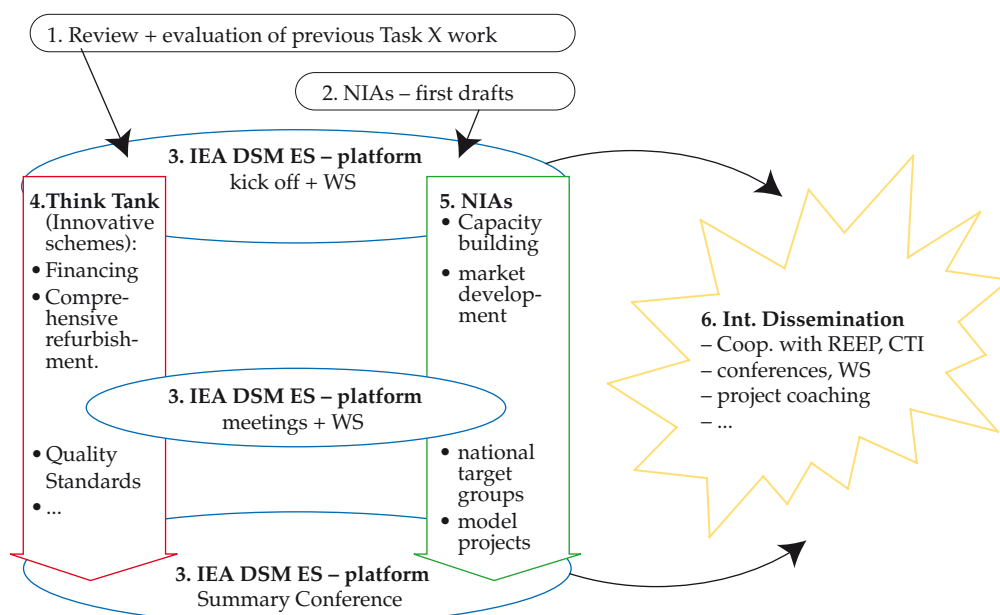 1. Review + evaluation of previous Task X work
2. NIAs – first drafts
3. IEA DSM ES – platform
kick off + WS
4.Think Tank
(Innovative
schemes):
• Financing
• Compre-
hensive
refurbish-
ment.
5. NIAs
• Capacity
building
• market
develop-
ment
3. IEA DSM ES – platform
meetings + WS
• Quality
Standards
• ...
• national
target
groups
• model
projects
3. IEA DSM ES – platform
Summary Conference
6. Int. Dissemination
– Coop. with REEP, CTI
– conferences, WS
– project coaching
– ...